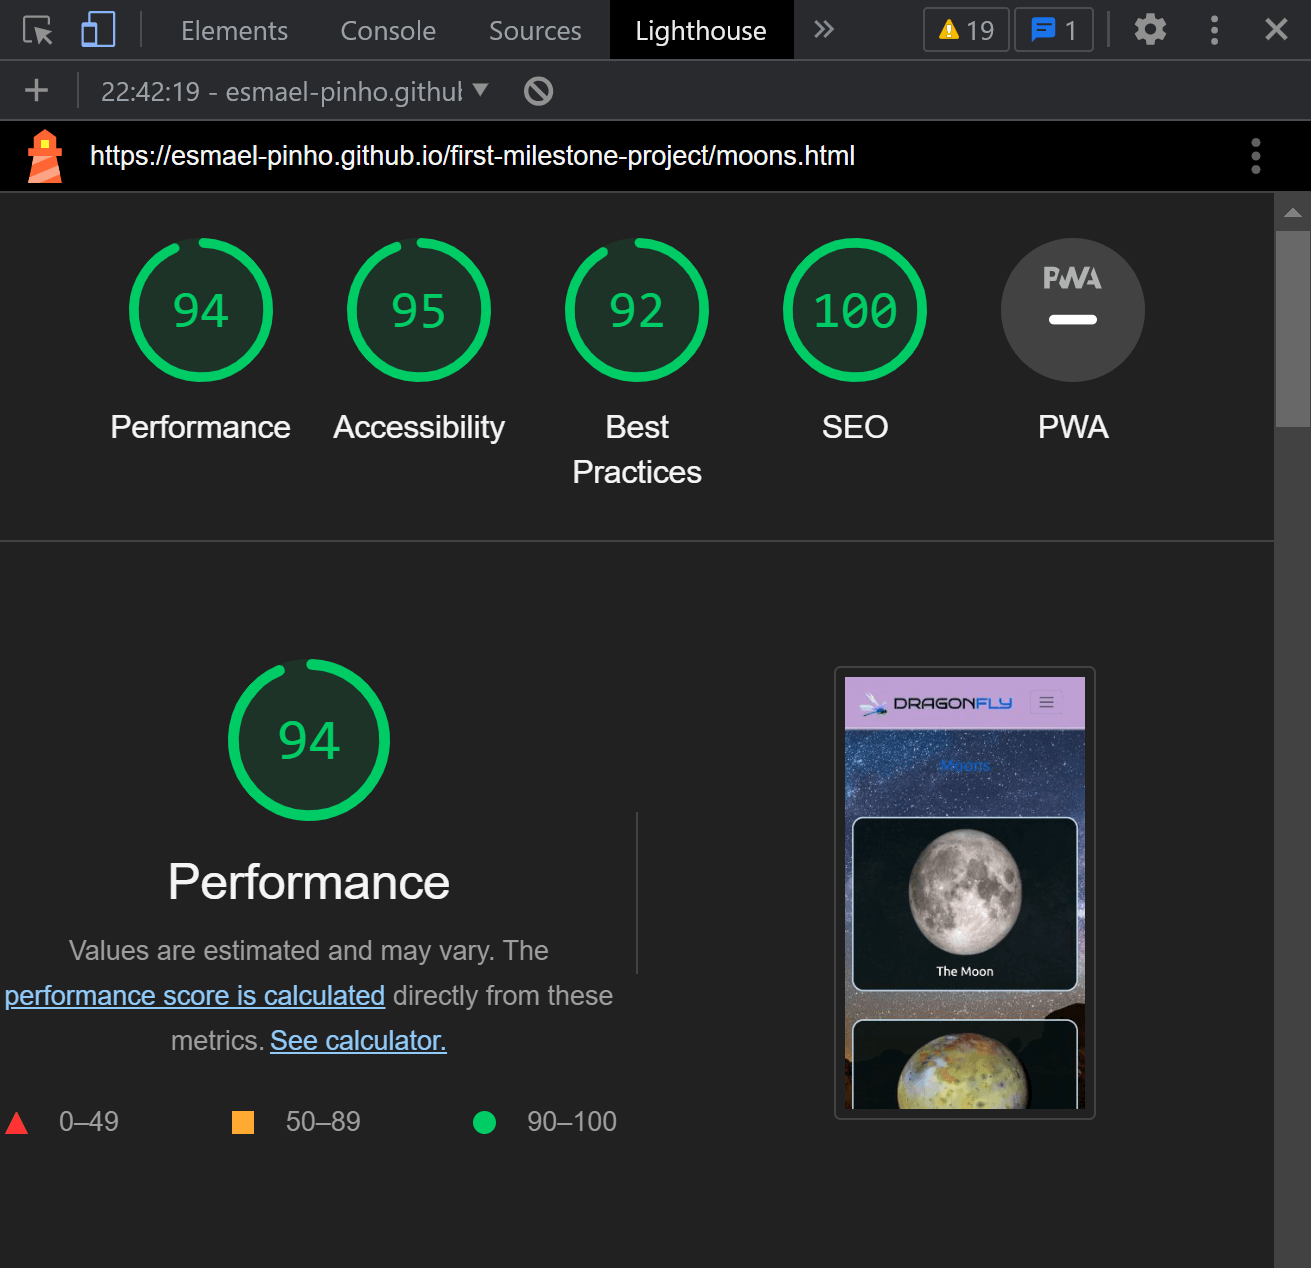 Elements Console Sources Lighthouse 19 1
22:42:19 - esmael-pinho.githul
https://esmael-pinho.github.io/first-milestone-project/moons.html
94 95 92 100 PWA
Performance Accessibility Best Practices SEO PWA
94
Performance
Values are estimated and may vary. The
performance score is calculated directly from these
metrics. See calculator.
0–49 50–89 90–100
DRAGONFLY
Moons
The Moon